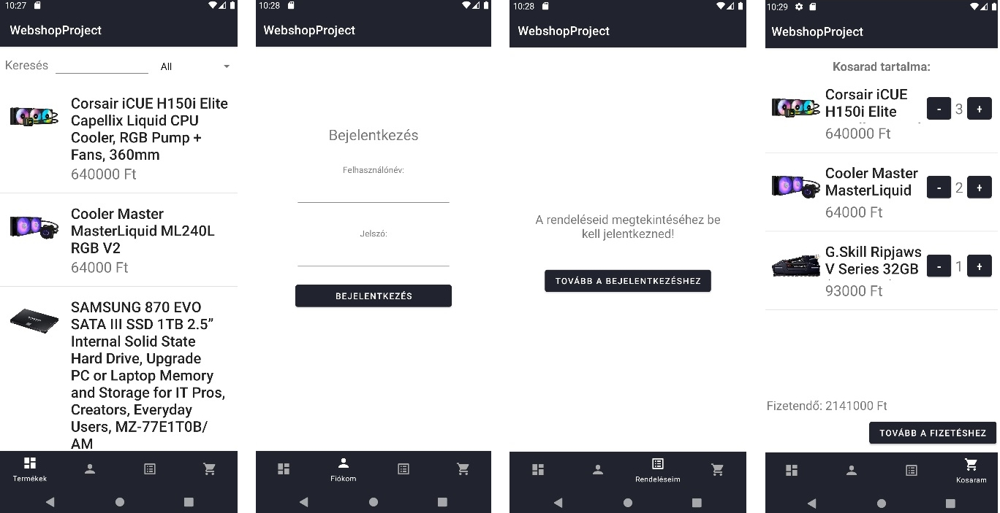 10:27
WebshopProject
Keresés
All
Corsair iCUE H150i Elite
Capellix Liquid CPU
Cooler, RGB Pump +
Fans, 360mm
640000 Ft
Cooler Master
MasterLiquid ML240L
RGB V2
64000 Ft
SAMSUNG 870 EVO
SATA III SSD 1TB 2.5”
Internal Solid State
Hard Drive, Upgrade
PC or Laptop Memory
and Storage for IT Pros,
Creators, Everyday
Users, MZ-77E1T0B/
AM
Termékek
10:28
WebshopProject
Bejelentkezés
Felhasználónév:
Jelszó:
BEJELENTKEZÉS
Fiókom
10:28
WebshopProject
A rendeléseid megtekintéséhez be
kell jelentkezned!
TOVÁBB A BEJELENTKEZÉSHEZ
Rendeléseim
10:29
WebshopProject
Kosarad tartalma:
Corsair iCUE
H150i Elite
- 3 +
640000 Ft
Cooler Master
MasterLiquid
- 2 +
64000 Ft
G.Skill Ripjaws
V Series 32GB
- 1 +
93000 Ft
Fizetendő: 2141000 Ft
TOVÁBB A FIZETÉSHEZ
Kosaram